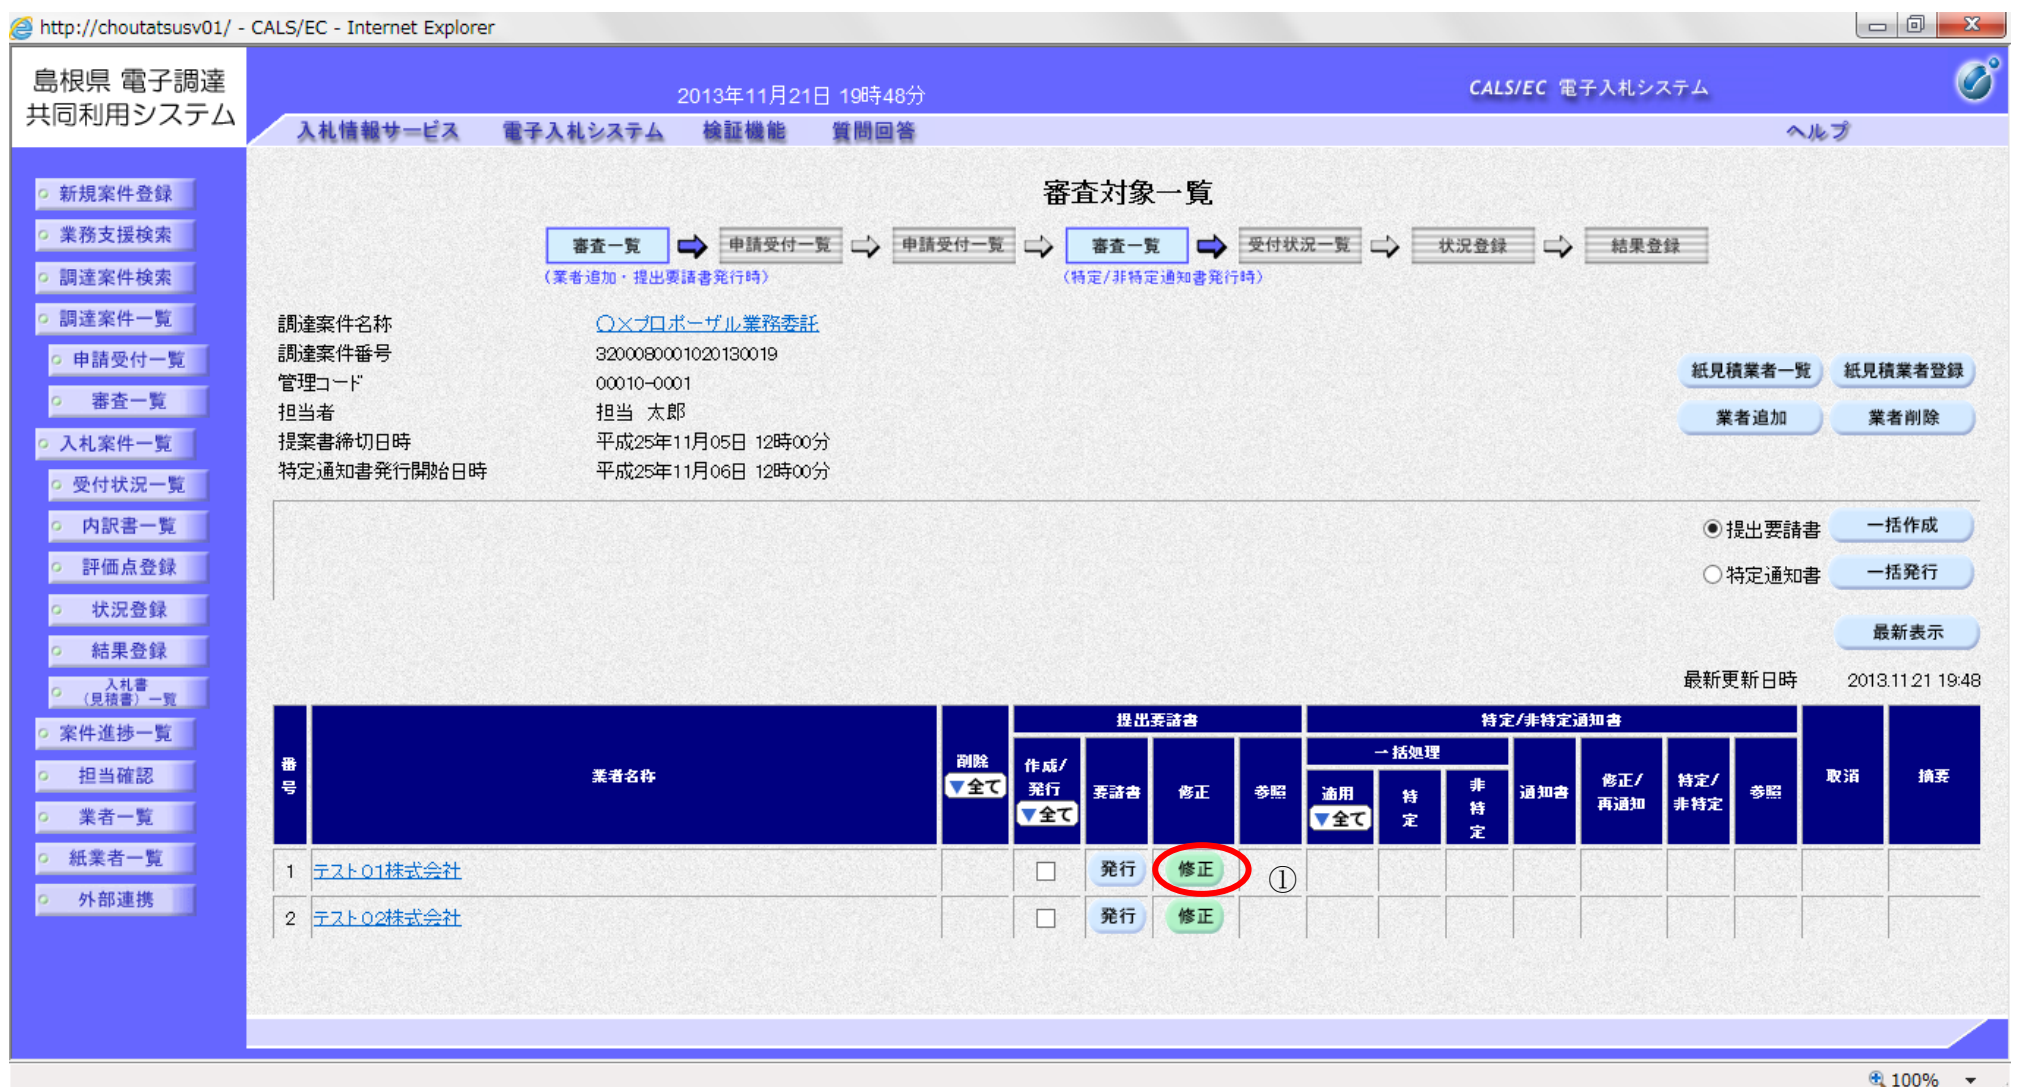 http://choutatsusv01/ - CALS/EC - Internet Explorer
島根県 電子調達
共同利用システム
2013年11月21日 19時48分
CALS/EC 電子入札システム
入札情報サービス 電子入札システム 検証機能 質問回答 ヘルプ
新規案件登録
業務支援検索
調達案件検索
調達案件一覧
申請受付一覧
審査一覧
入札案件一覧
受付状況一覧
内訳書一覧
評価点登録
状況登録
結果登録
入札書
(見積書)一覧
案件進捗一覧
担当確認
業者一覧
紙業者一覧
外部連携
審査対象一覧
審査一覧 申請受付一覧 申請受付一覧 審査一覧 受付状況一覧 状況登録 結果登録
(業者追加・提出要請書発行時) (特定/非特定通知書発行時)
調達案件名称 〇×プロポーザル業務委託
調達案件番号 3200080001020130019
管理コード 00010-0001
担当者 担当 太郎
提案書締切日時 平成25年11月05日 12時00分
特定通知書発行開始日時 平成25年11月06日 12時00分
紙見積業者一覧 紙見積業者登録
業者追加 業者削除
提出要請書 一括作成
特定通知書 一括発行
最新表示
最新更新日時 2013.11.21 19:48
番号 業者名称 削除 ▼全て 提出要請書 作成/発行 ▼全て 要請書 修正 参照 特定/非特定通知書 一括処理 適用 ▼全て 特定 非特定 通知書 修正/再通知 特定/非特定 参照 取消 摘要
1 テスト01株式会社 発行 修正 ①
2 テスト02株式会社 発行 修正
100%